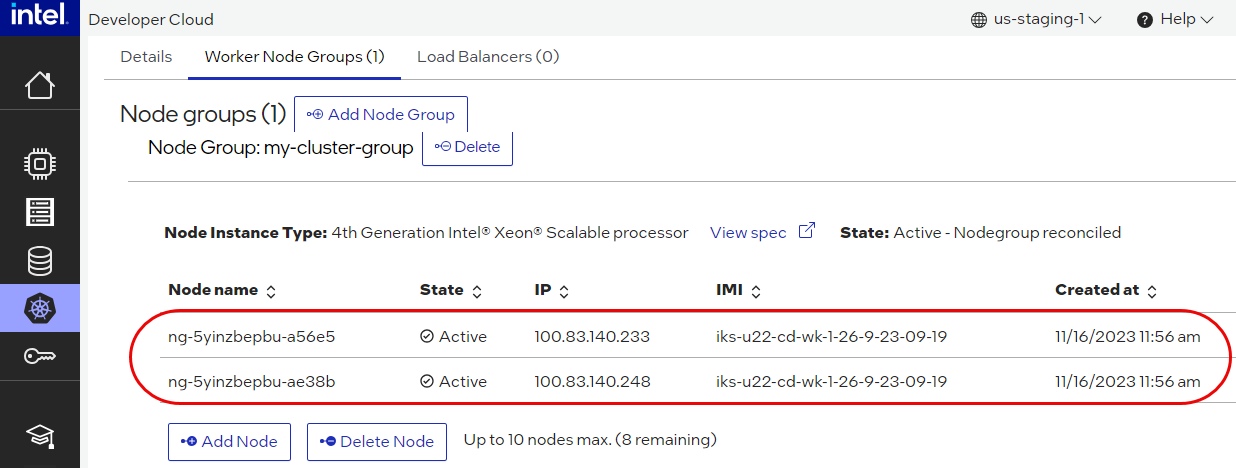 intel. Developer Cloud us-staging-1 Help
Details Worker Node Groups (1) Load Balancers (0)
Node groups (1) Add Node Group
Node Group: my-cluster-group Delete
Node Instance Type: 4th Generation Intel® Xeon® Scalable processor View spec State: Active - Nodegroup reconciled
Node name State IP IMI Created at
ng-5yinzbepbu-a56e5 Active 100.83.140.233 iks-u22-cd-wk-1-26-9-23-09-19 11/16/2023 11:56 am
ng-5yinzbepbu-ae38b Active 100.83.140.248 iks-u22-cd-wk-1-26-9-23-09-19 11/16/2023 11:56 am
Add Node Delete Node Up to 10 nodes max. (8 remaining)